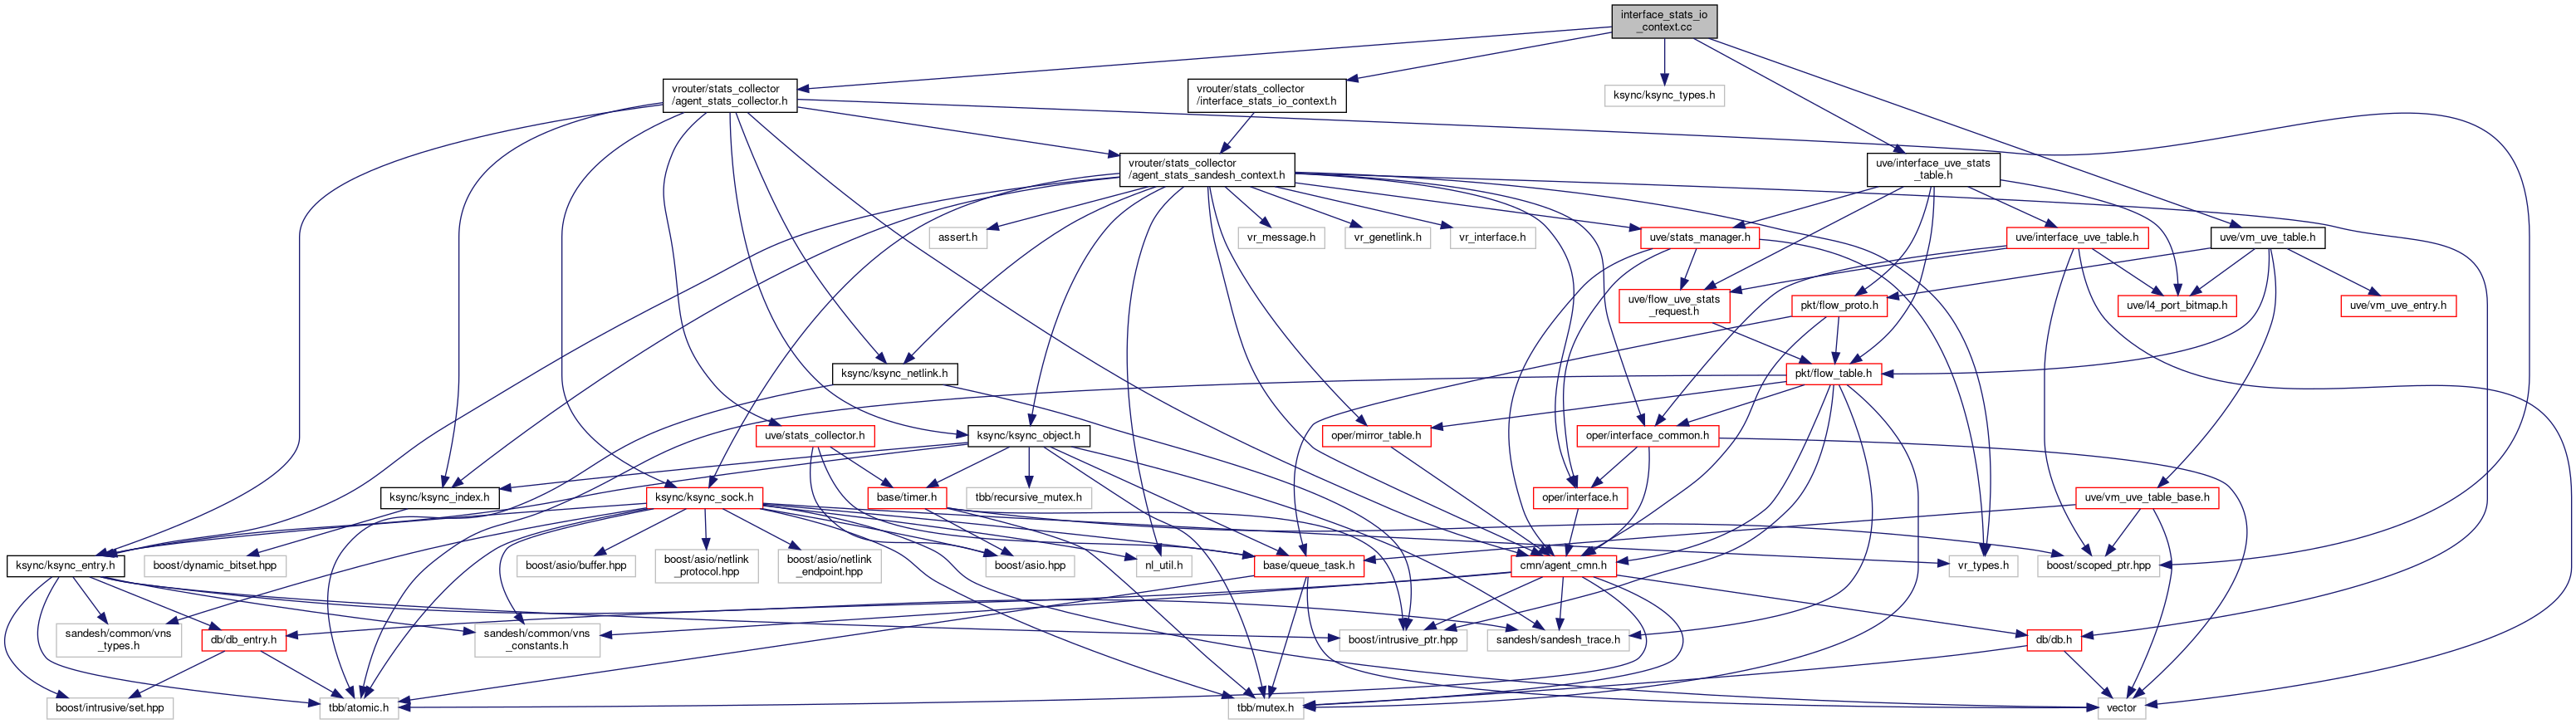 interface_stats_io
_context.cc
vrouter/stats_collector
/agent_stats_collector.h
vrouter/stats_collector
/interface_stats_io_context.h
ksync/ksync_types.h
vrouter/stats_collector
/agent_stats_sandesh_context.h
uve/interface_uve_stats
_table.h
assert.h
vr_message.h
vr_genetlink.h
vr_interface.h
uve/stats_manager.h
uve/interface_uve_table.h
uve/vm_uve_table.h
uve/flow_uve_stats
_request.h
pkt/flow_proto.h
uve/l4_port_bitmap.h
uve/vm_uve_entry.h
ksync/ksync_netlink.h
pkt/flow_table.h
uve/stats_collector.h
ksync/ksync_object.h
oper/mirror_table.h
oper/interface_common.h
ksync/ksync_index.h
ksync/ksync_sock.h
base/timer.h
tbb/recursive_mutex.h
oper/interface.h
uve/vm_uve_table_base.h
ksync/ksync_entry.h
boost/dynamic_bitset.hpp
boost/asio/buffer.hpp
boost/asio/netlink
_protocol.hpp
boost/asio/netlink
_endpoint.hpp
boost/asio.hpp
nl_util.h
base/queue_task.h
cmn/agent_cmn.h
vr_types.h
boost/scoped_ptr.hpp
sandesh/common/vns
_types.h
db/db_entry.h
sandesh/common/vns
_constants.h
boost/intrusive_ptr.hpp
sandesh/sandesh_trace.h
db/db.h
boost/intrusive/set.hpp
tbb/atomic.h
tbb/mutex.h
vector